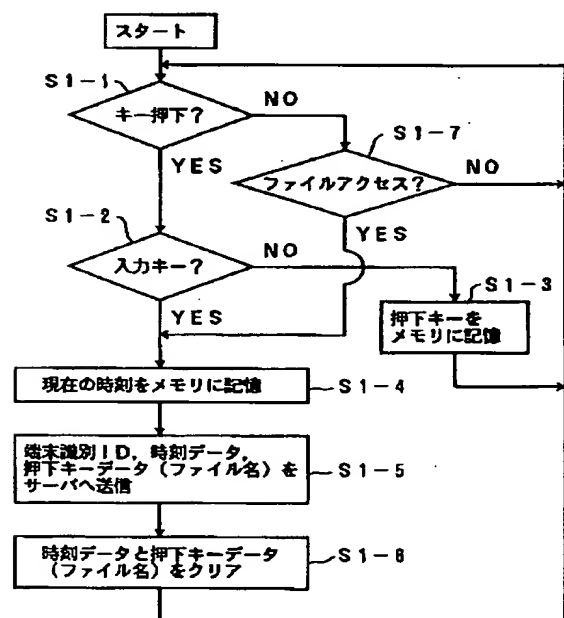 スタート
S1-1
キー押下?
NO
S1-7
YES
ファイルアクセス?
NO
S1-2
YES
入力キー?
NO
S1-3
YES
押下キーを
メモリに記憶
現在の時刻をメモリに記憶
S1-4
端末識別ID,時刻データ,
押下キーデータ(ファイル名)を
サーバへ送信
S1-5
時刻データと押下キーデータ
(ファイル名)をクリア
S1-6